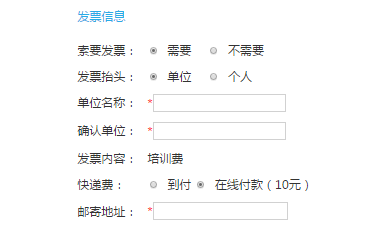 发票信息
索要发票： 需要 不需要
发票抬头： 单位 个人
单位名称： *
确认单位： *
发票内容： 培训费
快递费： 到付 在线付款（10元）
邮寄地址： *